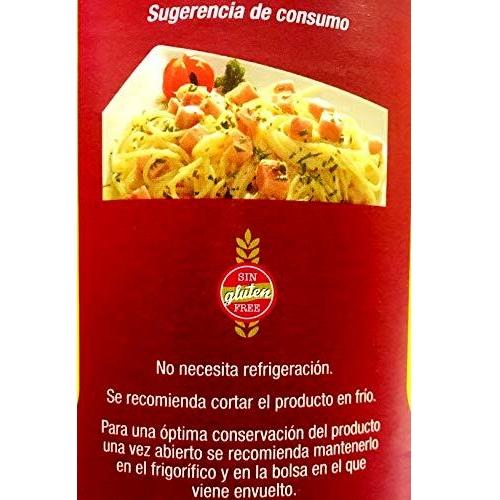 Sugerencia de consumo
SIN
gluten
FREE
No necesita refrigeración.
Se recomienda cortar el producto en frío.
Para una óptima conservación del producto
una vez abierto se recomienda mantenerlo
en el frigorífico y en la bolsa en el que
viene envuelto.